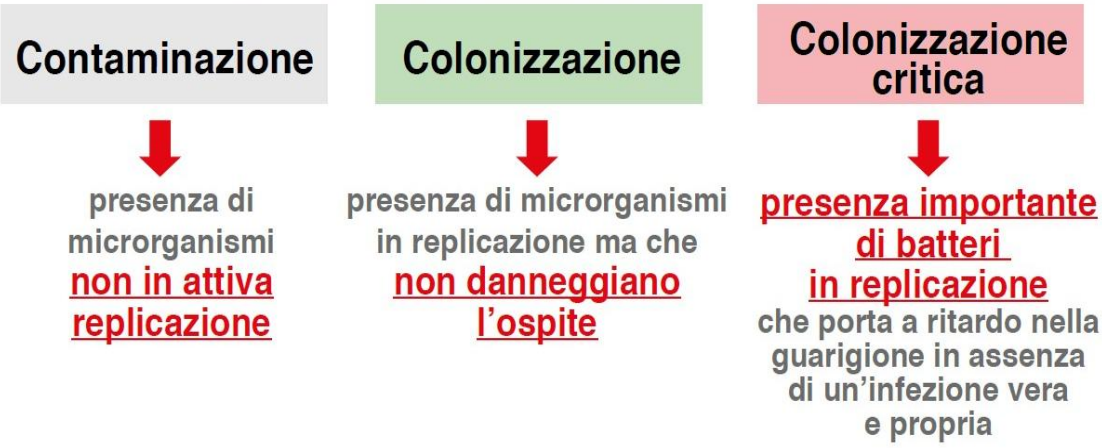 Contaminazione
presenza di
microrganismi
non in attiva
replicazione
Colonizzazione
presenza di microrganismi
in replicazione ma che
non danneggiano
l'ospite
Colonizzazione
critica
presenza importante
di batteri
in replicazione
che porta a ritardo nella
guarigione in assenza
di un'infezione vera
e propria